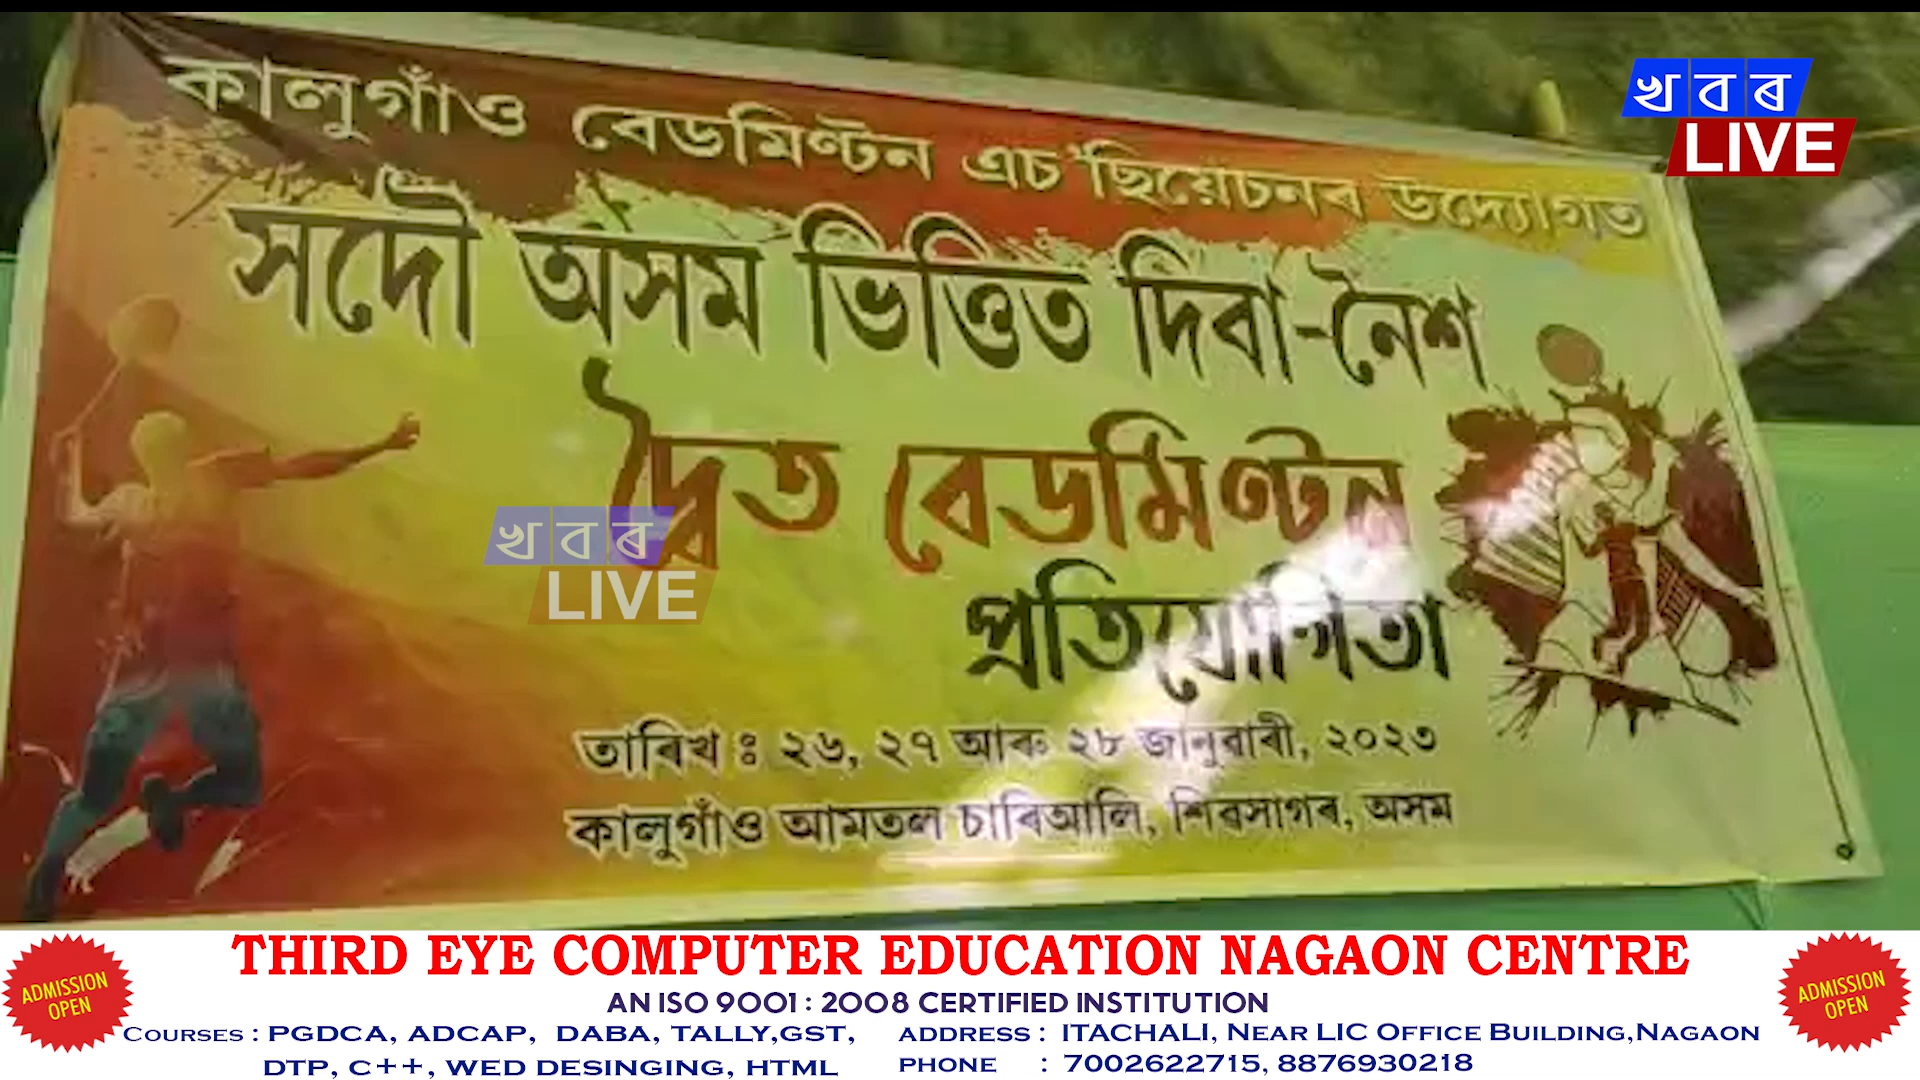 কালুগাঁও বেডমিণ্টন এচ'ছিয়েচনৰ উদ্যোগত
সদৌ অসম ভিত্তিত দিবা-নৈশ
দ্বৈত বেডমিণ্টন
প্ৰতিযোগিতা
তাৰিখ ঃ ২৬, ২৭ আৰু ২৮ জানুৱাৰী, ২০২৩
কালুগাঁও আমতল চাৰিআলি, শিৱসাগৰ, অসম
খবৰ
LIVE
খবৰ
LIVE
THIRD EYE COMPUTER EDUCATION NAGAON CENTRE
AN ISO 9001 : 2008 CERTIFIED INSTITUTION
COURSES : PGDCA, ADCAP, DABA, TALLY,GST,
DTP, C++, WED DESINGING, HTML
ADDRESS : ITACHALI, NEAR LIC OFFICE BUILDING,NAGAON
PHONE : 7002622715, 8876930218
ADMISSION
OPEN
ADMISSION
OPEN